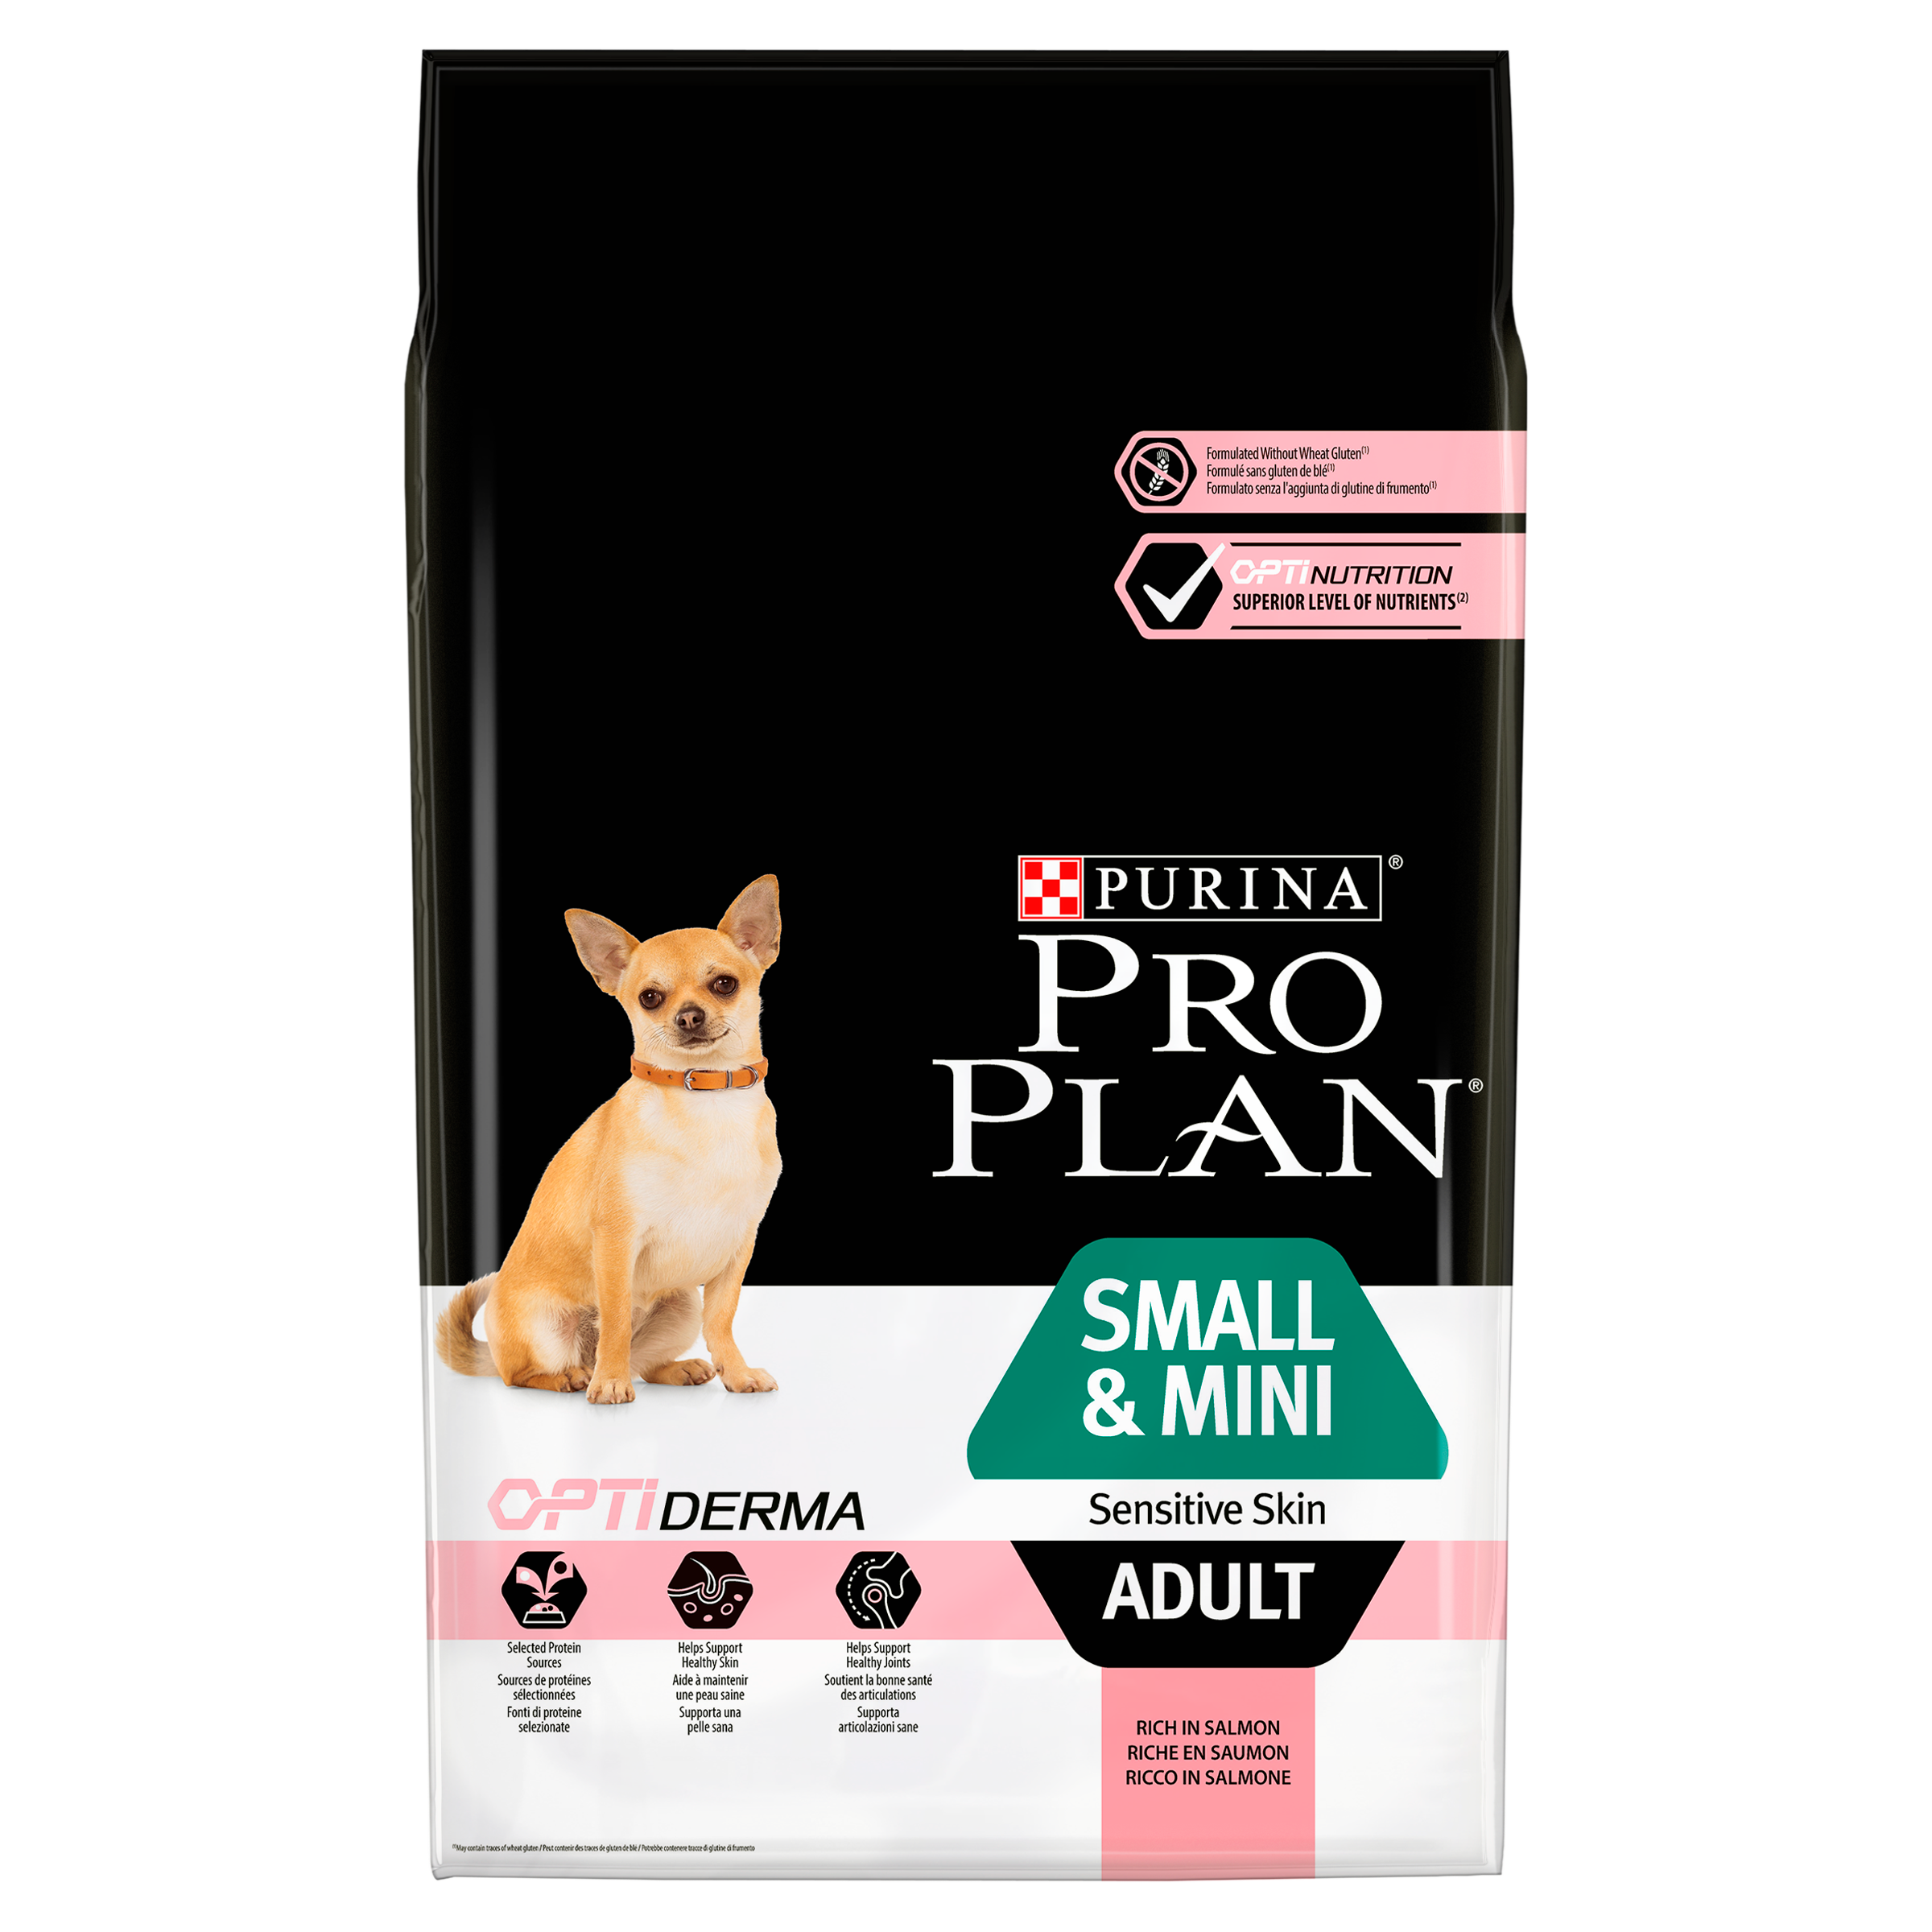 Formulated Without Wheat Gluten(1)
Formulé sans gluten de blé(1)
Formulato senza l'aggiunta di glutine di frumento(1)
OPTINUTRITION
SUPERIOR LEVEL OF NUTRIENTS(2)
PURINA®
PRO
PLAN®
SMALL
& MINI
Sensitive Skin
ADULT
OPTIDERMA
Selected Protein
Sources
Sources de protéines
sélectionnées
Fonti di proteine
selezionate
Helps Support
Healthy Skin
Aide à maintenir
une peau saine
Supporta una
pelle sana
Helps Support
Healthy Joints
Soutient la bonne santé
des articulations
Supporta
articolazioni sane
RICH IN SALMON
RICHE EN SAUMON
RICCO IN SALMONE
(1)May contain traces of wheat gluten / Peut contenir des traces de gluten de blé / Potrebbe contenere tracce di glutine di frumento